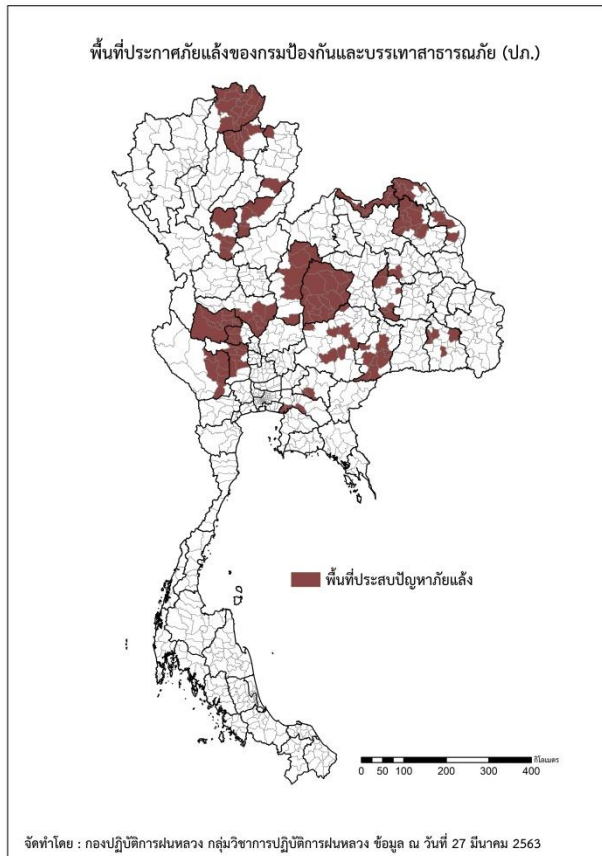 พื้นที่ประกาศภัยแล้งของกรมป้องกันและบรรเทาสาธารณภัย (ปภ.)
พื้นที่ประสบปัญหาภัยแล้ง
กิโลเมตร
0 50 100 200 300 400
จัดทำโดย : กองปฏิบัติการฝนหลวง กลุ่มวิชาการปฏิบัติการฝนหลวง ข้อมูล ณ วันที่ 27 มีนาคม 2563